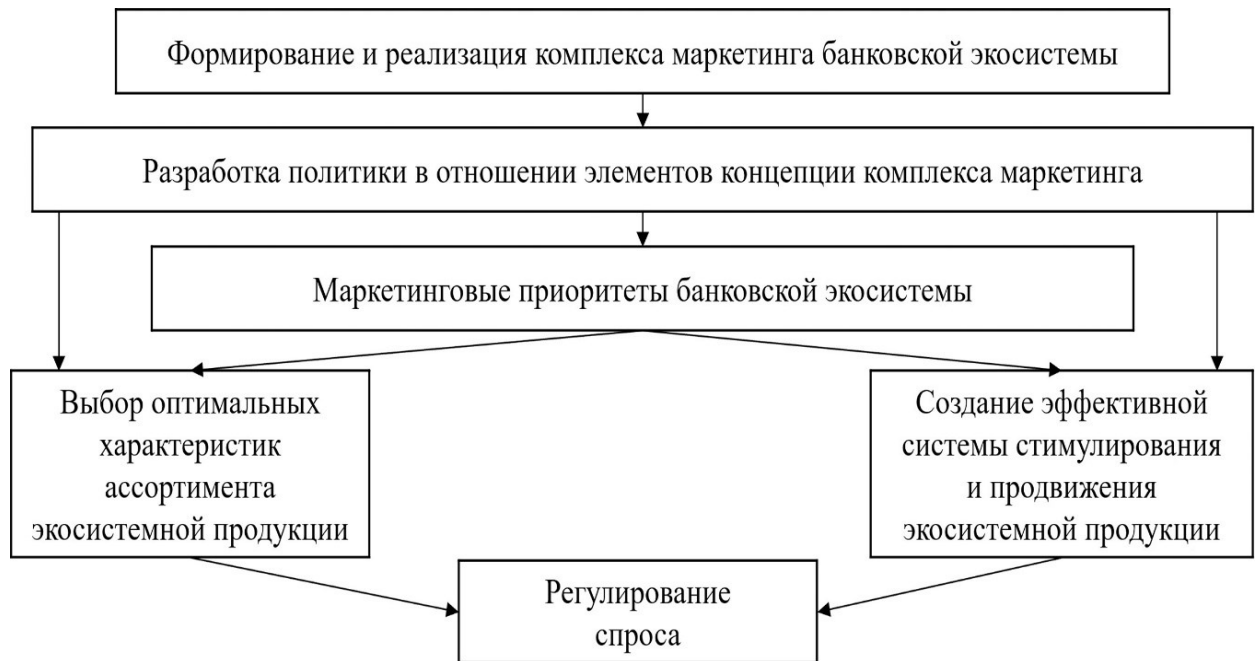 Формирование и реализация комплекса маркетинга банковской экосистемы
Разработка политики в отношении элементов концепции комплекса маркетинга
Маркетинговые приоритеты банковской экосистемы
Выбор оптимальных
характеристик
ассортимента
экосистемной продукции
Создание эффективной
системы стимулирования
и продвижения
экосистемной продукции
Регулирование
спроса